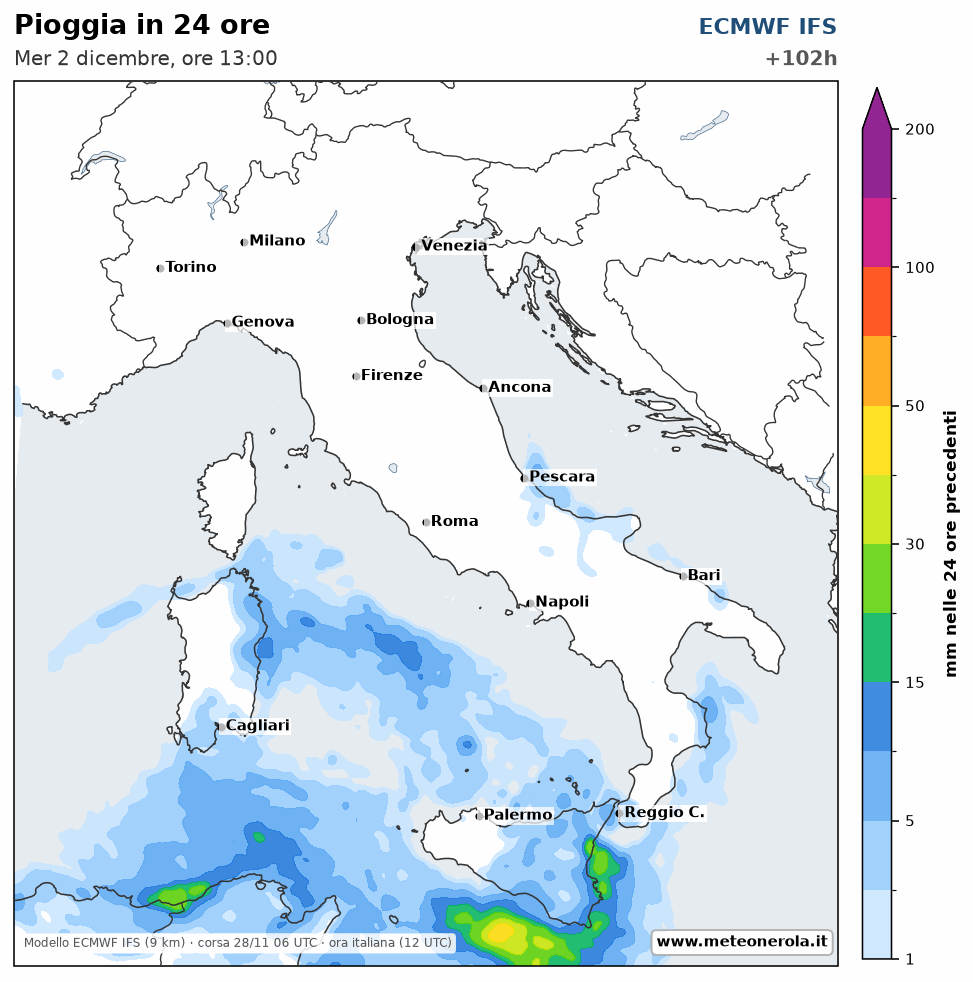 Pioggia in 24 ore
ECMWF IFS
Mer 2 dicembre, ore 13:00
+102h
200
100
50
30
15
5
1
mm nelle 24 ore precedenti
Milano
Venezia
Torino
Genova
Bologna
Firenze
Ancona
Pescara
Roma
Bari
Napoli
Cagliari
Palermo
Reggio C.
Modello ECMWF IFS (9 km) · corsa 28/11 06 UTC · ora italiana (12 UTC)
www.meteonerola.it